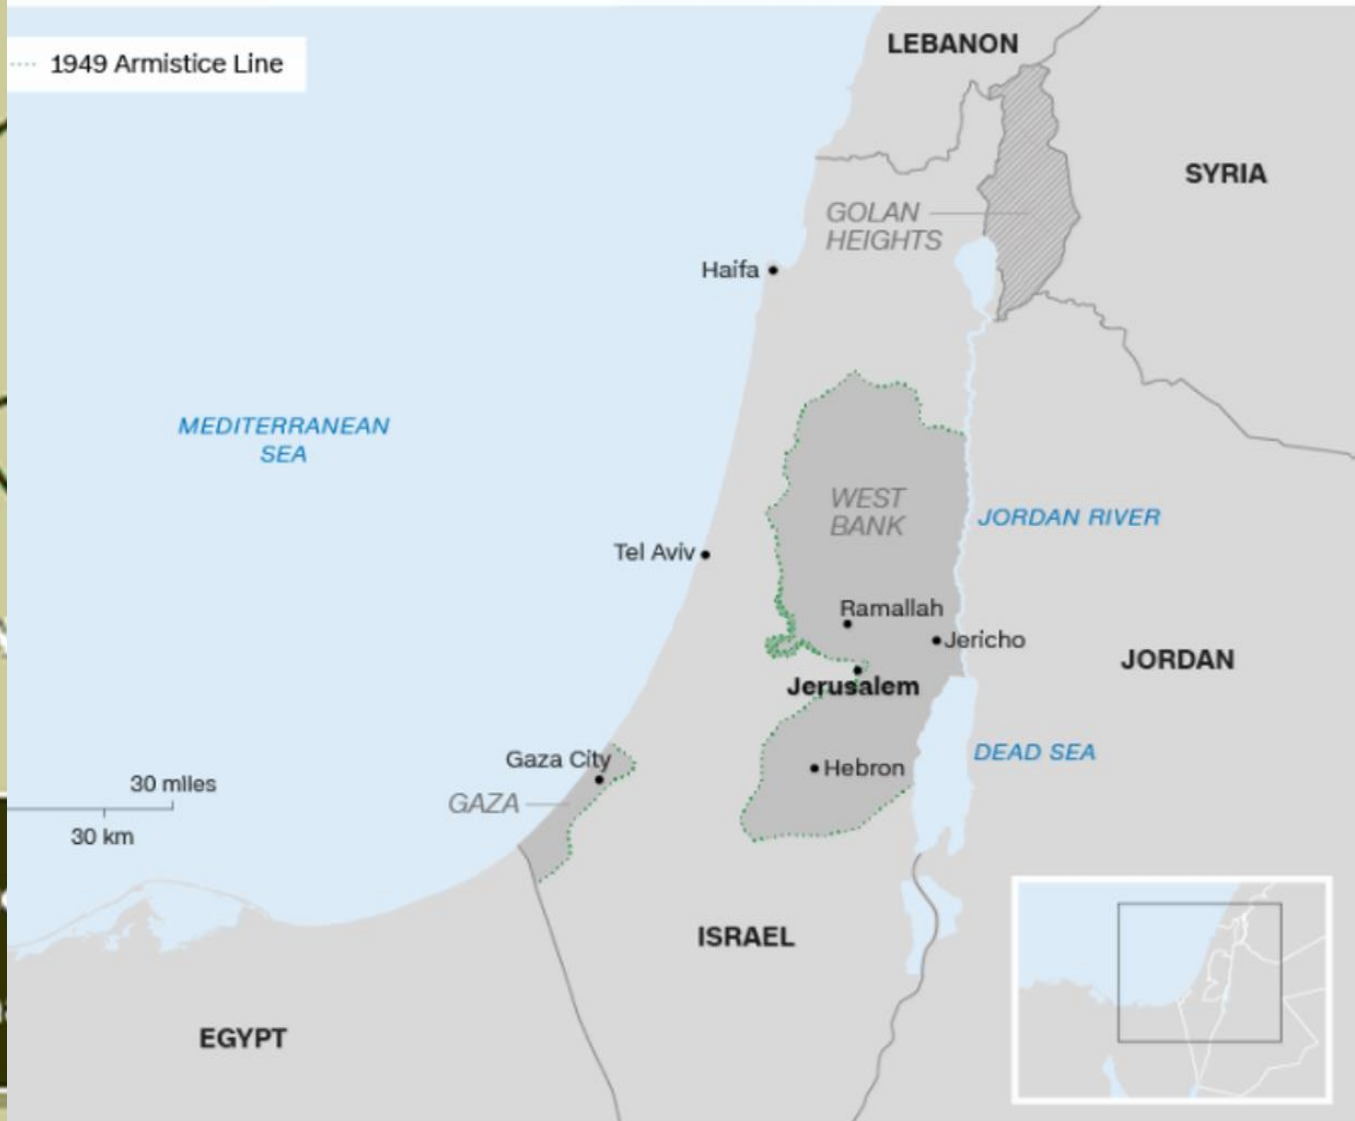 1949 Armistice Line
LEBANON
SYRIA
GOLAN
HEIGHTS
Haifa
MEDITERRANEAN
SEA
WEST
BANK
JORDAN RIVER
Tel Aviv
Ramallah
Jericho
JORDAN
Jerusalem
DEAD SEA
Gaza City
Hebron
GAZA
30 miles
30 km
ISRAEL
EGYPT